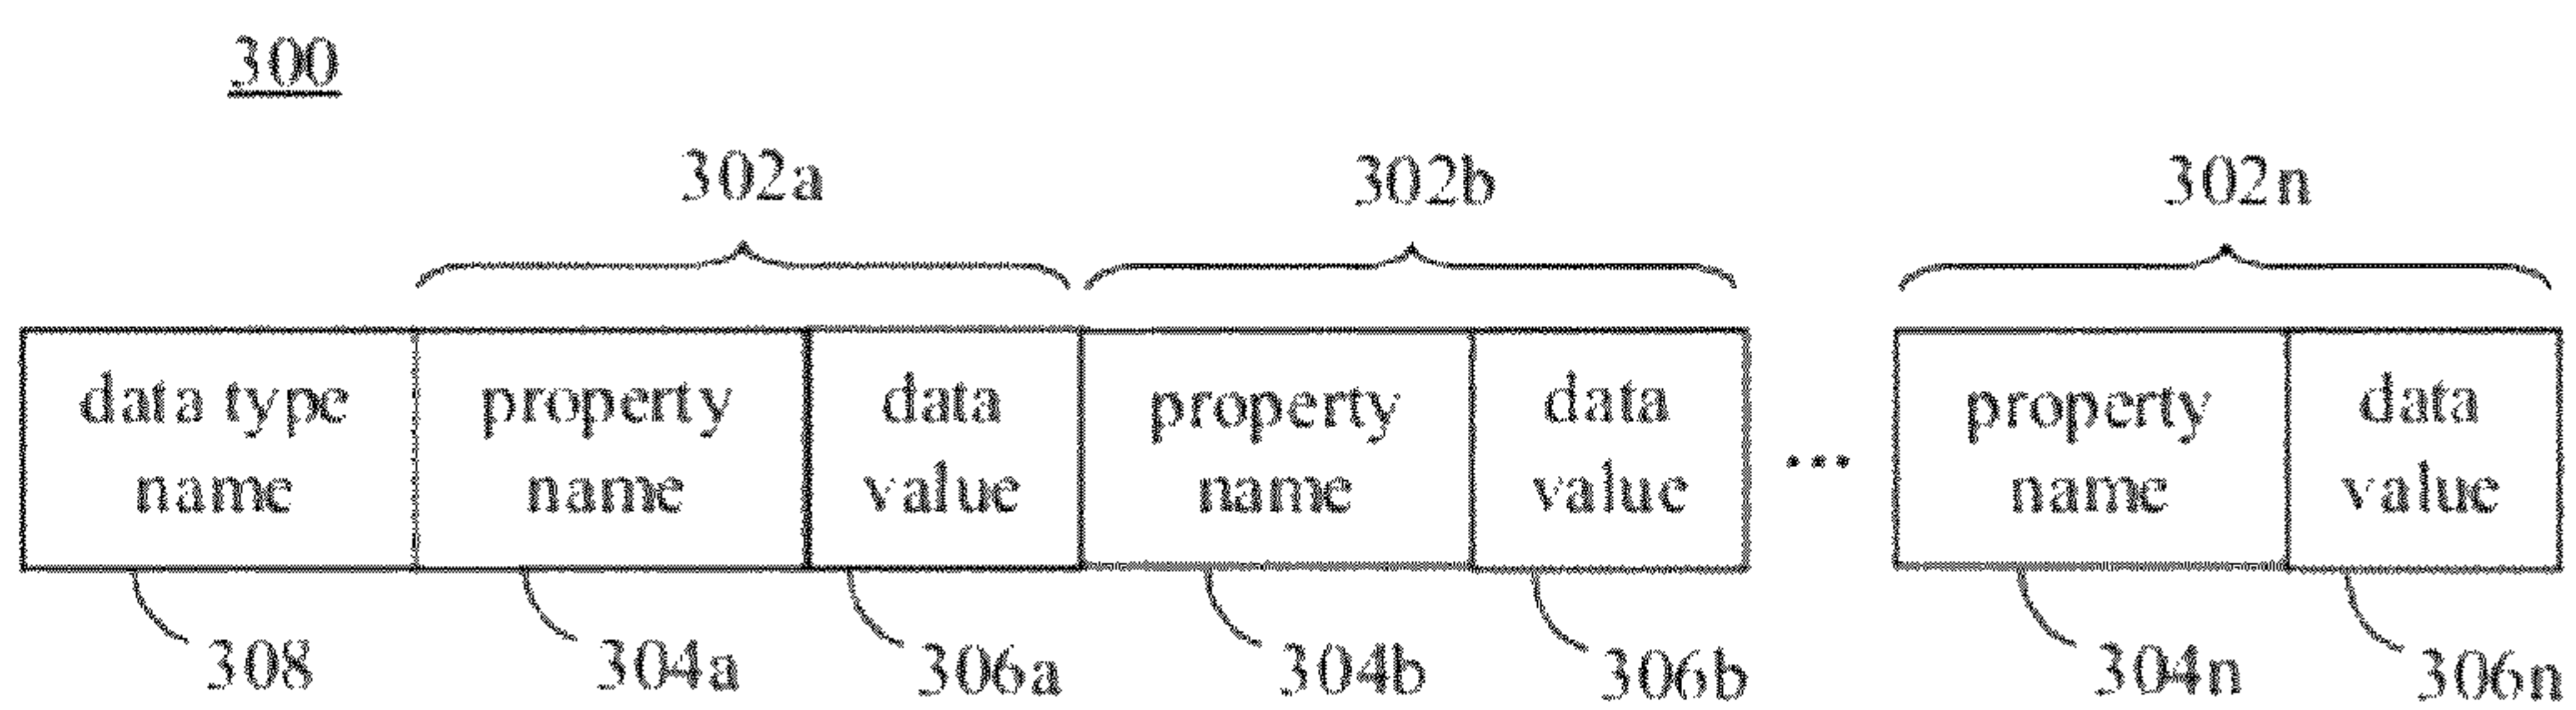 300
302a 302b 302n
data type property data property data ... property data
name name value name value name value
308 304a 306a 304b 306b 304n 306n